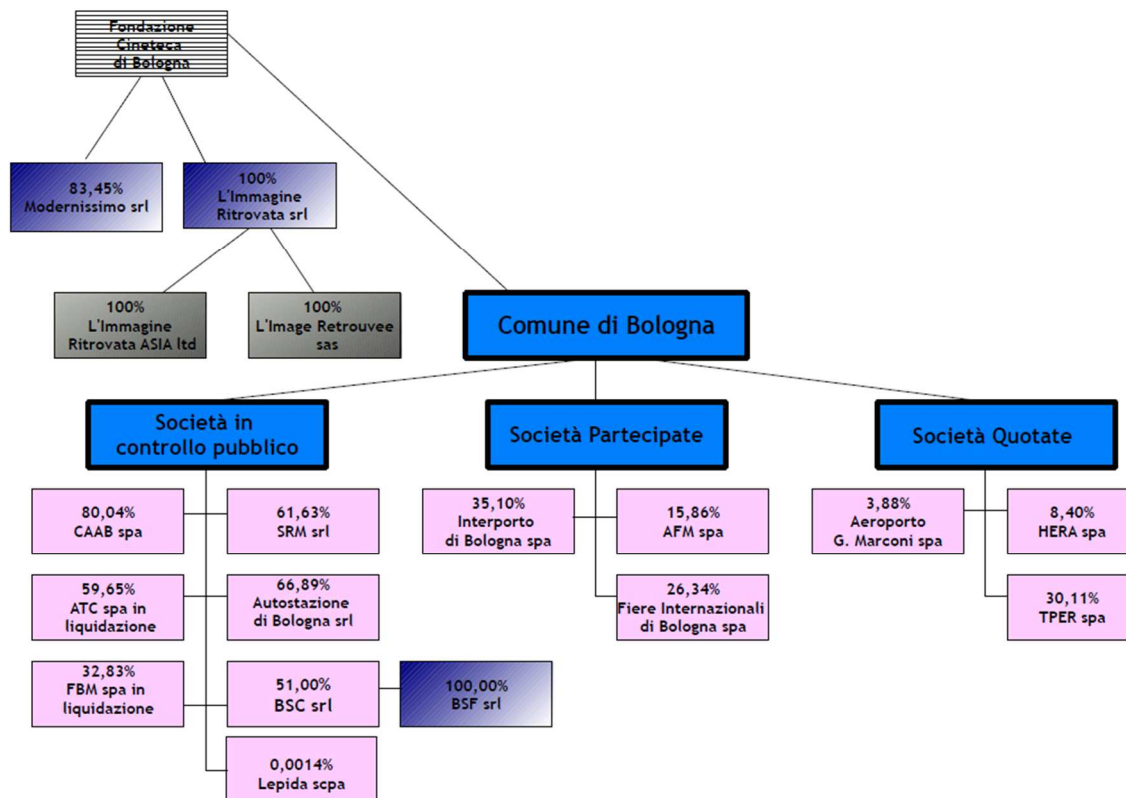 Fondazione
Cineteca
di Bologna
83,45%
Modernissimo srl
100%
L'Immagine
Ritrovata srl
100%
L'Immagine
Ritrovata ASIA ltd
100%
L'Image Retrouvee
sas
Comune di Bologna
Società in
controllo pubblico
Società Partecipate
Società Quotate
80,04%
CAAB spa
61,63%
SRM srl
35,10%
Interporto
di Bologna spa
15,86%
AFM spa
3,88%
Aeroporto
G. Marconi spa
8,40%
HERA spa
59,65%
ATC spa in
liquidazione
66,89%
Autostazione
di Bologna srl
26,34%
Fiere Internazionali
di Bologna spa
30,11%
TPER spa
32,83%
FBM spa in
liquidazione
51,00%
BSC srl
100,00%
BSF srl
0,0014%
Lepida scpa